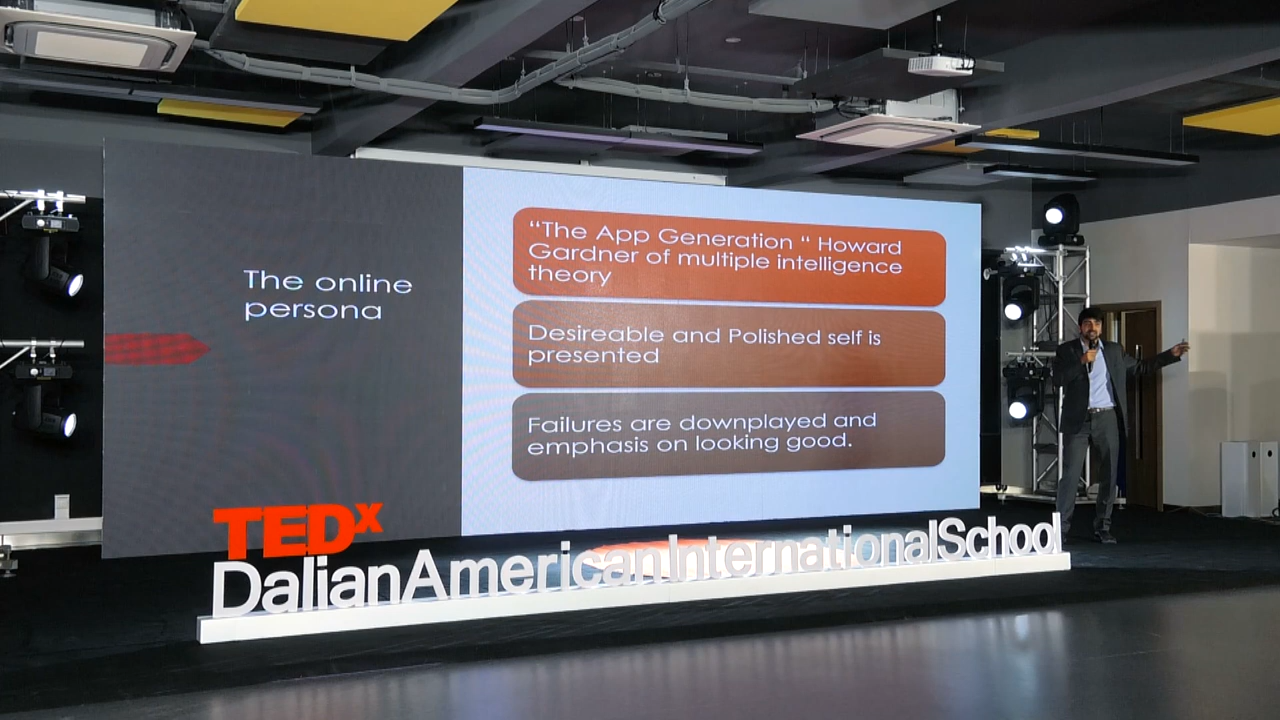 The online
persona
“The App Generation “ Howard
Gardner of multiple intelligence
theory
Desireable and Polished self is
presented
Failures are downplayed and
emphasis on looking good.
TEDx
DalianAmericanInternationalSchool